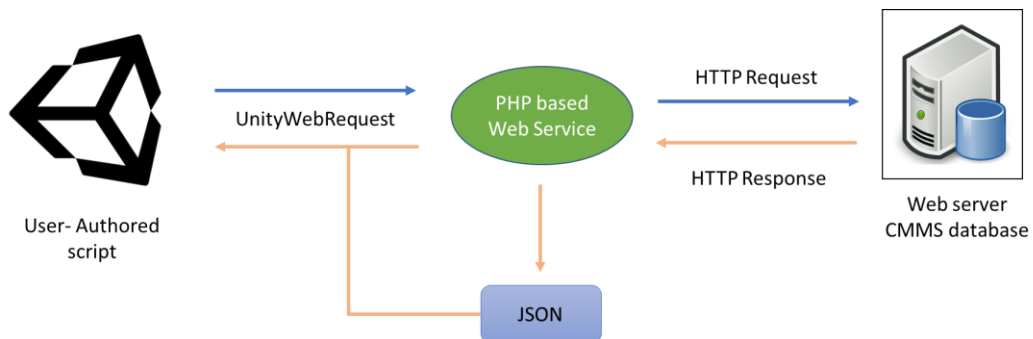 UnityWebRequest
PHP based
Web Service
HTTP Request
HTTP Response
User- Authored
script
Web server
CMMS database
JSON